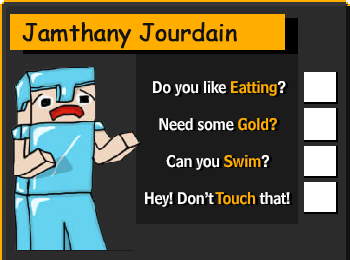 Jamthany Jourdain
Do you like Eatting?
Need some Gold?
Can you Swim?
Hey! Don't Touch that!